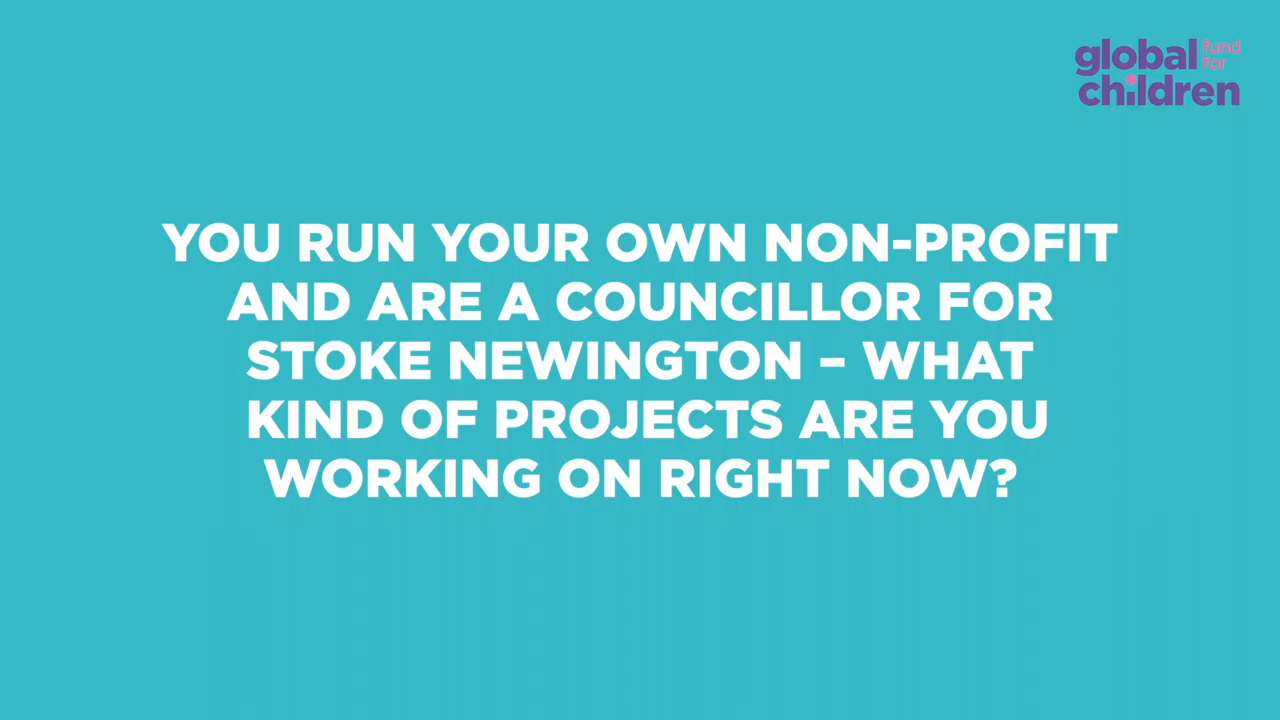 global fund for
children
YOU RUN YOUR OWN NON-PROFIT
AND ARE A COUNCILLOR FOR
STOKE NEWINGTON – WHAT
KIND OF PROJECTS ARE YOU
WORKING ON RIGHT NOW?